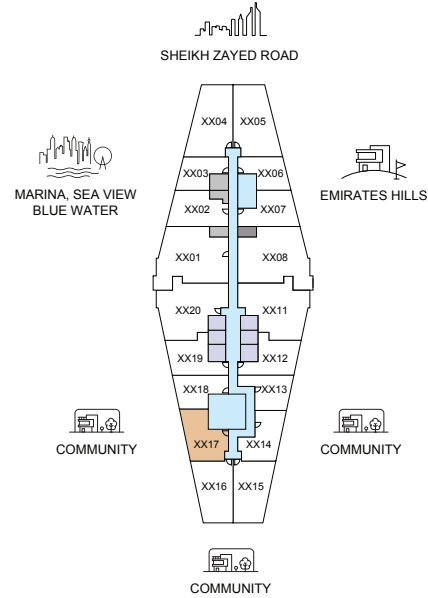 SHEIKH ZAYED ROAD
XX04
XX05
MARINA, SEA VIEW
BLUE WATER
XX03
XX06
EMIRATES HILLS
XX02
XX07
XX01
XX08
XX20
XX11
XX19
XX12
XX18
XX13
COMMUNITY
XX17
XX14
COMMUNITY
XX16
XX15
COMMUNITY